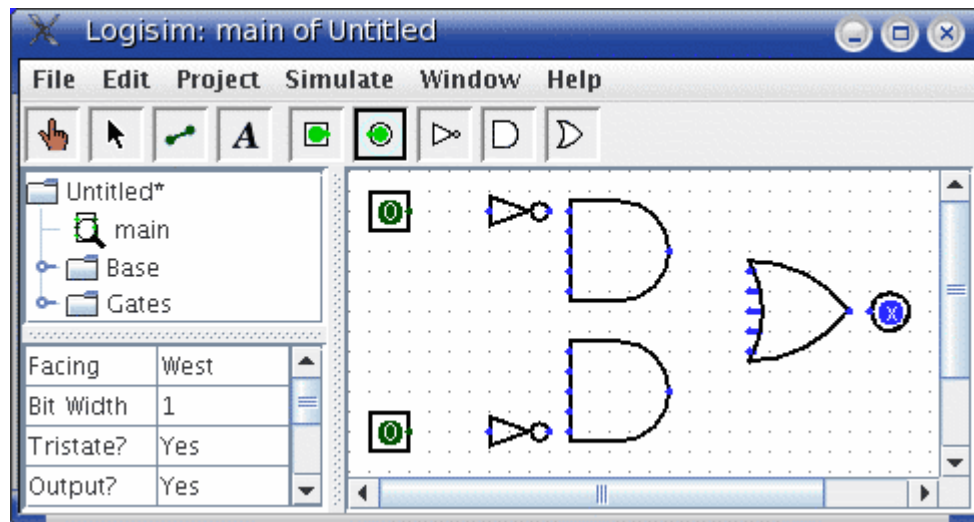 Logisim: main of Untitled
File Edit Project Simulate Window Help
A
Untitled*
main
Base
Gates
Facing West
Bit Width 1
Tristate? Yes
Output? Yes
0
0
x